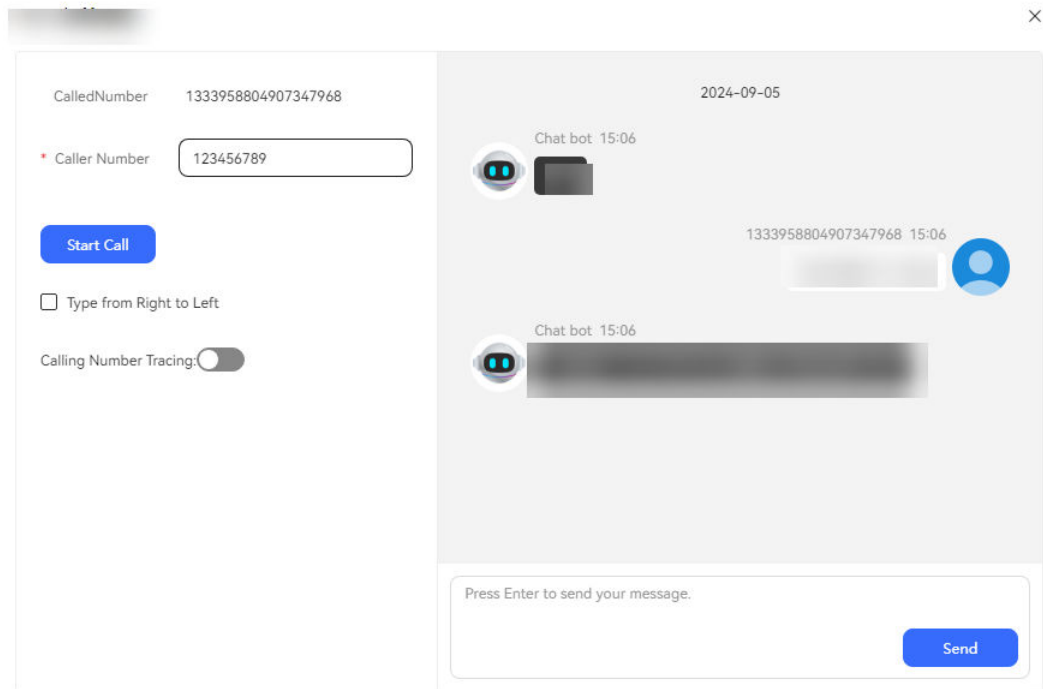 CalledNumber 1333958804907347968
* Caller Number 123456789
Start Call
Type from Right to Left
Calling Number Tracing:
2024-09-05
Chat bot 15:06
1333958804907347968 15:06
Chat bot 15:06
Press Enter to send your message.
Send